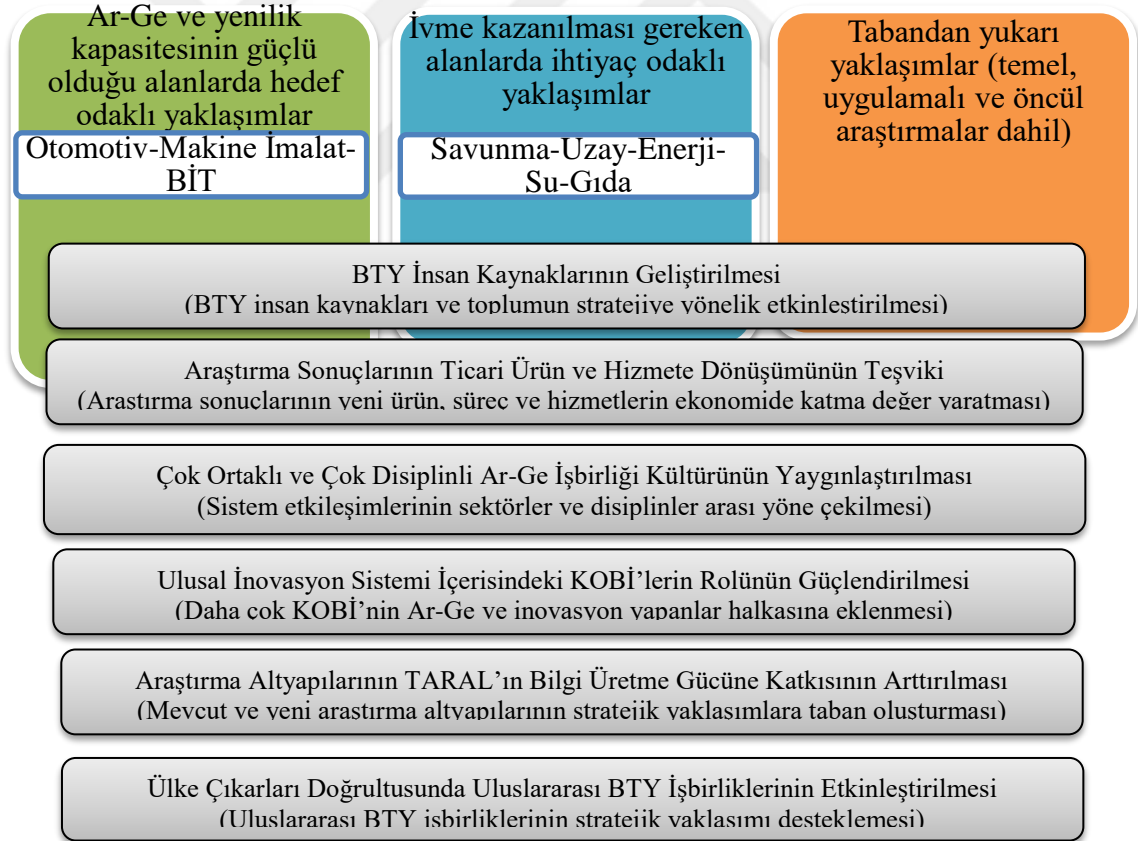 Ar-Ge ve yenilik
kapasitesinin güçlü
olduğu alanlarda hedef
odaklı yaklaşımlar
Otomotiv-Makine İmalat-
BİT
İvme kazanılması gereken
alanlarda ihtiyaç odaklı
yaklaşımlar
Savunma-Uzay-Enerji-
Su-Gıda
Tabandan yukarı
yaklaşımlar (temel,
uygulamalı ve öncül
araştırmalar dahil)
BTY İnsan Kaynaklarının Geliştirilmesi
(BTY insan kaynakları ve toplumun stratejiye yönelik etkinleştirilmesi)
Araştırma Sonuçlarının Ticari Ürün ve Hizmete Dönüşümünün Teşviki
(Araştırma sonuçlarının yeni ürün, süreç ve hizmetlerin ekonomide katma değer yaratması)
Çok Ortaklı ve Çok Disiplinli Ar-Ge İşbirliği Kültürünün Yaygınlaştırılması
(Sistem etkileşimlerinin sektörler ve disiplinler arası yöne çekilmesi)
Ulusal İnovasyon Sistemi İçerisindeki KOBİ’lerin Rolünün Güçlendirilmesi
(Daha çok KOBİ’nin Ar-Ge ve inovasyon yapanlar halkasına eklenmesi)
Araştırma Altyapılarının TARAL’ın Bilgi Üretme Gücüne Katkısının Arttırılması
(Mevcut ve yeni araştırma altyapılarının stratejik yaklaşımlara taban oluşturması)
Ülke Çıkarları Doğrultusunda Uluslararası BTY İşbirliklerinin Etkinleştirilmesi
(Uluslararası BTY işbirliklerinin stratejik yaklaşımı desteklemesi)